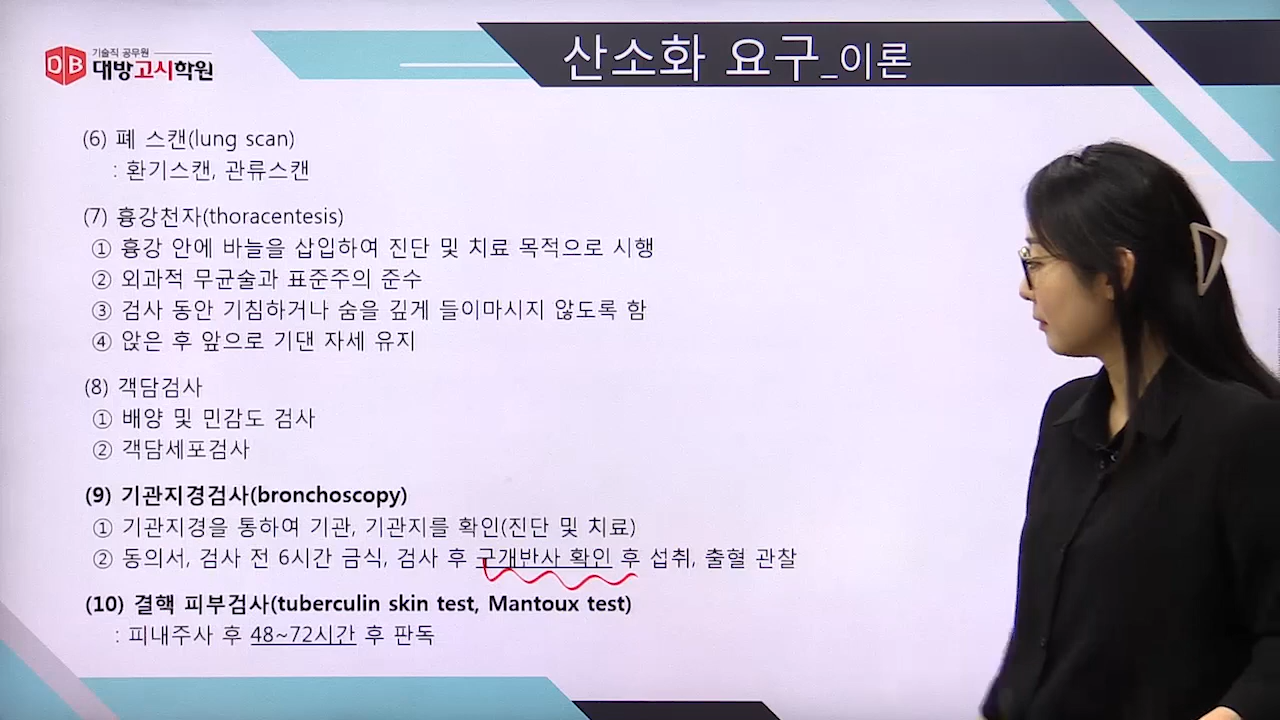 기술직 공무원
DB 대방고시학원
산소화 요구_이론
(6) 폐 스캔(lung scan)
: 환기스캔, 관류스캔
(7) 흉강천자(thoracentesis)
① 흉강 안에 바늘을 삽입하여 진단 및 치료 목적으로 시행
② 외과적 무균술과 표준주의 준수
③ 검사 동안 기침하거나 숨을 깊게 들이마시지 않도록 함
④ 앉은 후 앞으로 기댄 자세 유지
(8) 객담검사
① 배양 및 민감도 검사
② 객담세포검사
(9) 기관지경검사(bronchoscopy)
① 기관지경을 통하여 기관, 기관지를 확인(진단 및 치료)
② 동의서, 검사 전 6시간 금식, 검사 후 구개반사 확인 후 섭취, 출혈 관찰
(10) 결핵 피부검사(tuberculin skin test, Mantoux test)
: 피내주사 후 48~72시간 후 판독